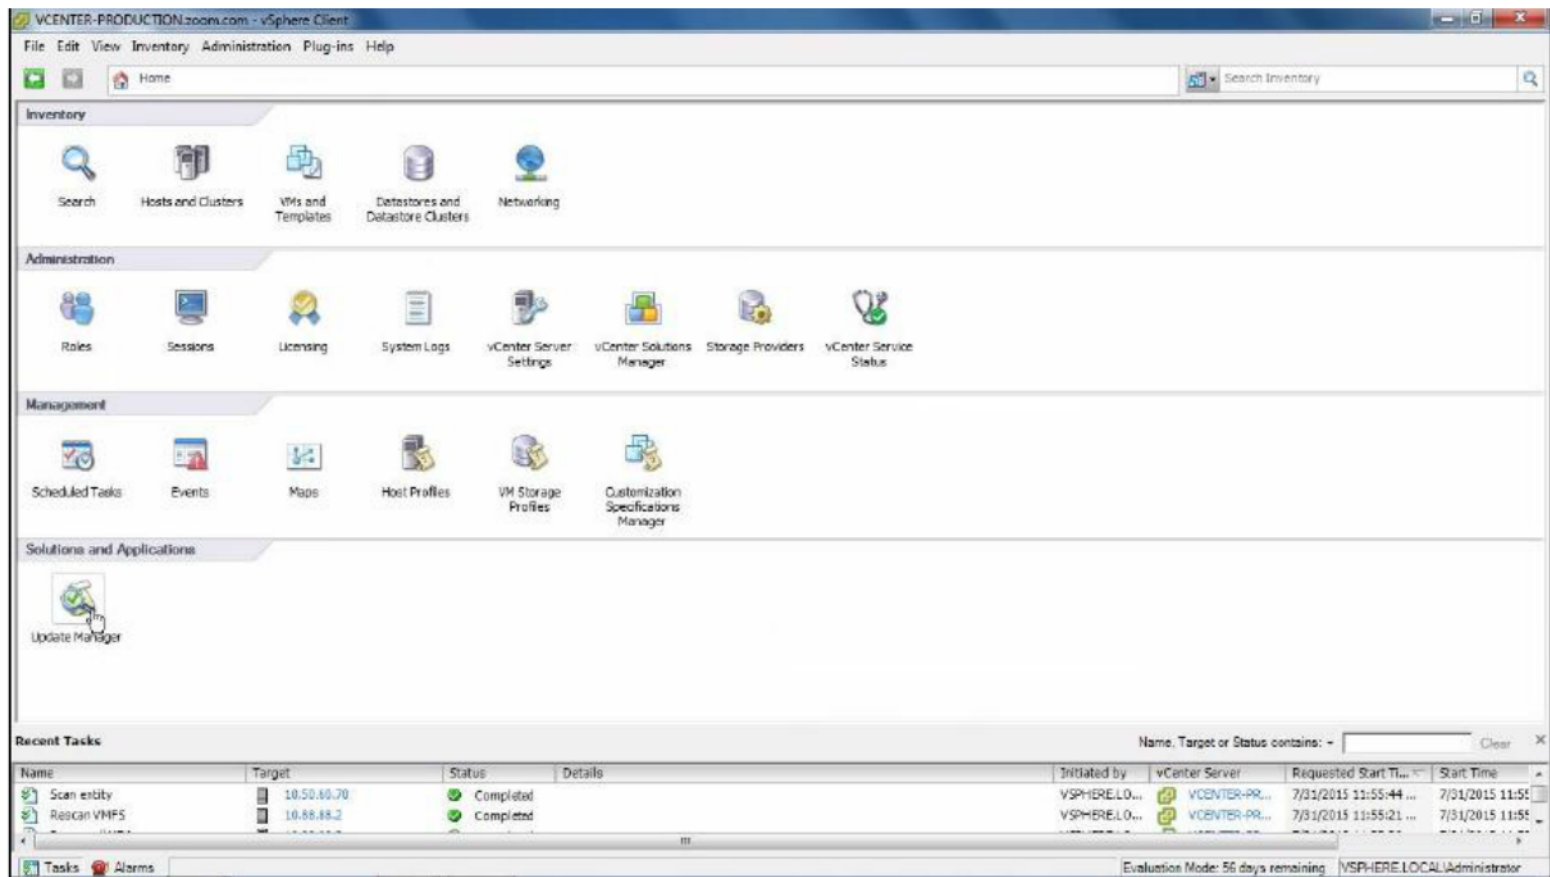 VCENTER-PRODUCTION.zoom.com - vSphere Client
File Edit View Inventory Administration Plug-ins Help
Home
Search Inventory
Inventory
Search
Hosts and Clusters
VMs and Templates
Datastores and Datastore Clusters
Networking
Administration
Roles
Sessions
Licensing
System Logs
vCenter Server Settings
vCenter Solutions Manager
Storage Providers
vCenter Service Status
Management
Scheduled Tasks
Events
Maps
Host Profiles
VM Storage Profiles
Customization Specifications Manager
Solutions and Applications
Update Manager
Recent Tasks
Name, Target or Status contains:
Clear
Name Target Status Details Initiated by vCenter Server Requested Start Ti... Start Time
Scan entity 10.50.60.70 Completed VSPHERE.LO... VCENTER-PR... 7/31/2015 11:55:44 ... 7/31/2015 11:55
Rescan VMFS 10.88.88.2 Completed VSPHERE.LO... VCENTER-PR... 7/31/2015 11:55:21 ... 7/31/2015 11:55
Tasks Alarms
Evaluation Mode: 56 days remaining VSPHERE.LOCAL\Administrator